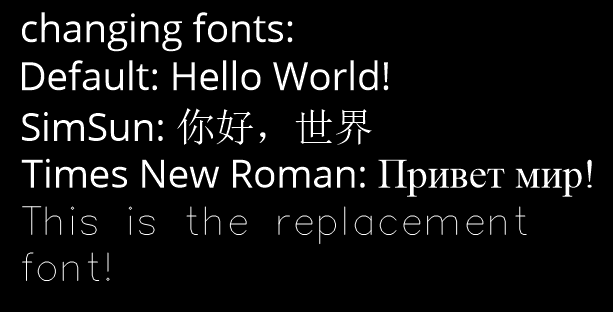 changing fonts:
Default: Hello World!
SimSun: 你好，世界
Times New Roman: Привет мир!
This is the replacement
font!